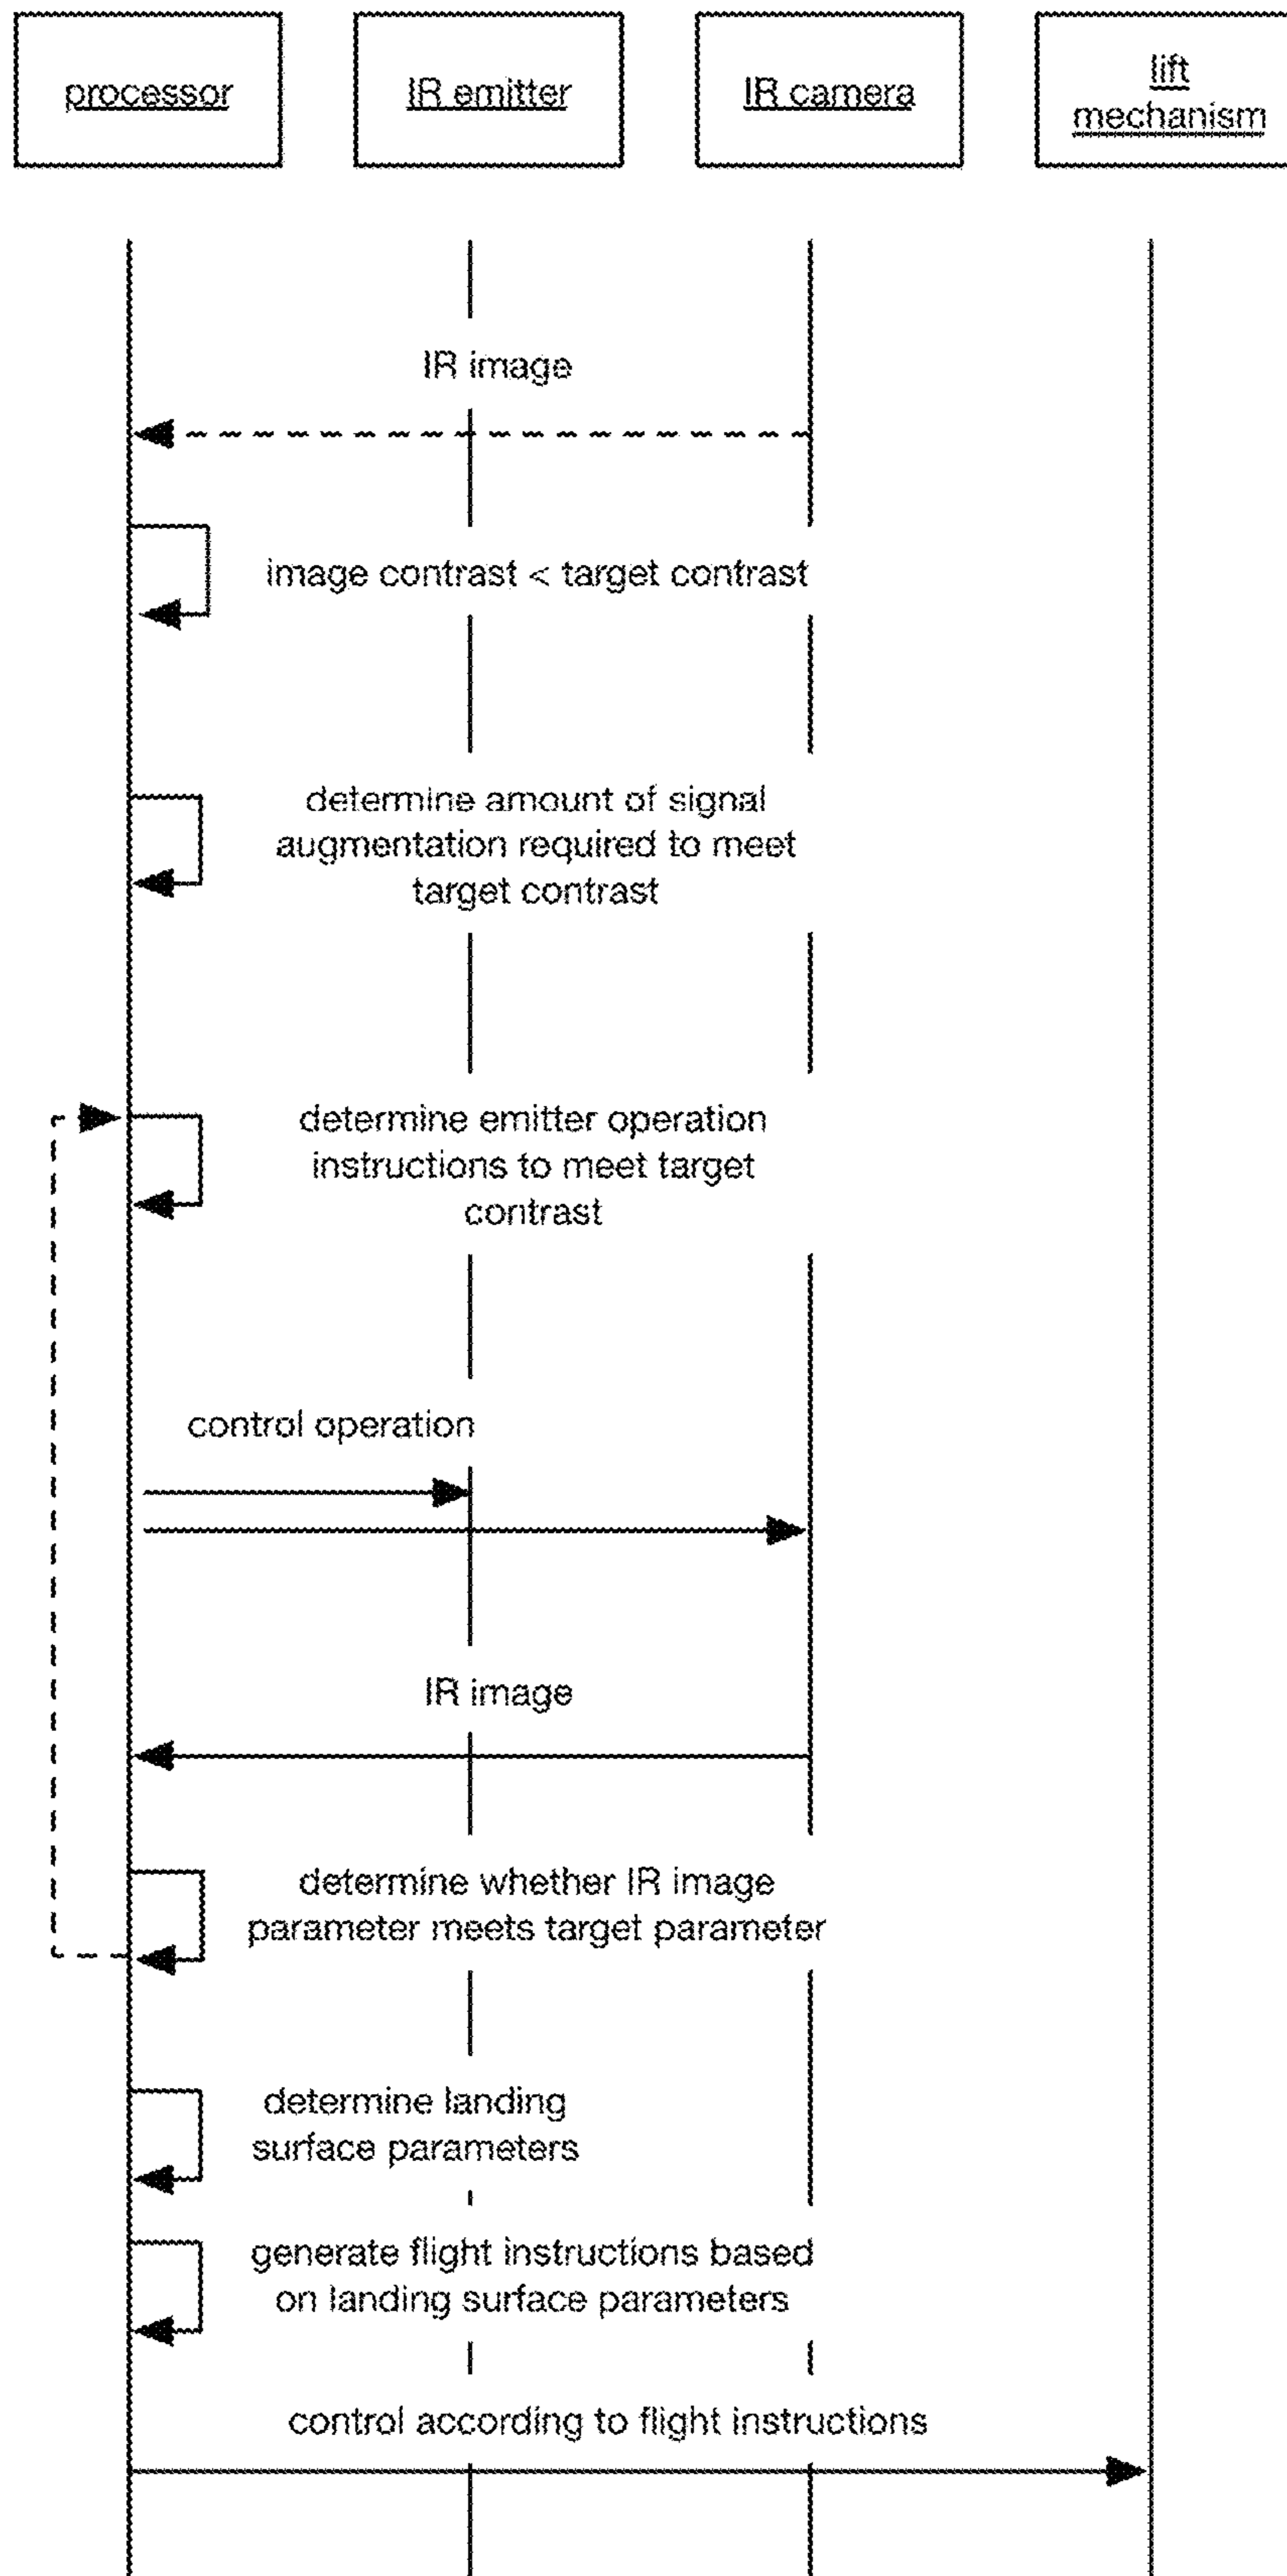 processor
IR emitter
IR camera
lift
mechanism
IR image
image contrast < target contrast
determine amount of signal
augmentation required to meet
target contrast
determine emitter operation
instructions to meet target
contrast
control operation
IR image
determine whether IR image
parameter meets target parameter
determine landing
surface parameters
generate flight instructions based
on landing surface parameters
control according to flight instructions